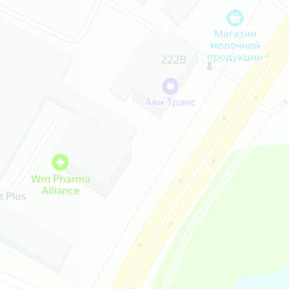 Магазин
молочной
продукции
222В
Ави Транс
Wm Pharma
Alliance
e Plus